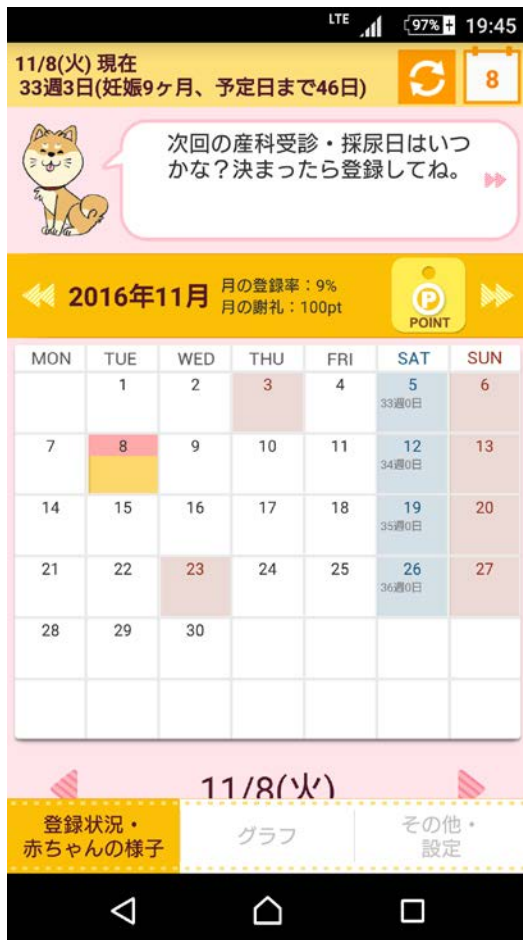 LTE 97% 19:45
11/8(火) 現在
33週3日(妊娠9ヶ月、予定日まで46日)
8
次回の産科受診・採尿日はいつ
かな？決まったら登録してね。
2016年11月
月の登録率：9%
月の謝礼：100pt
P
POINT
MON TUE WED THU FRI SAT SUN
1 2 3 4 5 6
33週0日
7 8 9 10 11 12 13
34週0日
14 15 16 17 18 19 20
35週0日
21 22 23 24 25 26 27
36週0日
28 29 30
11/8(火)
登録状況・
赤ちゃんの様子
グラフ
その他・
設定